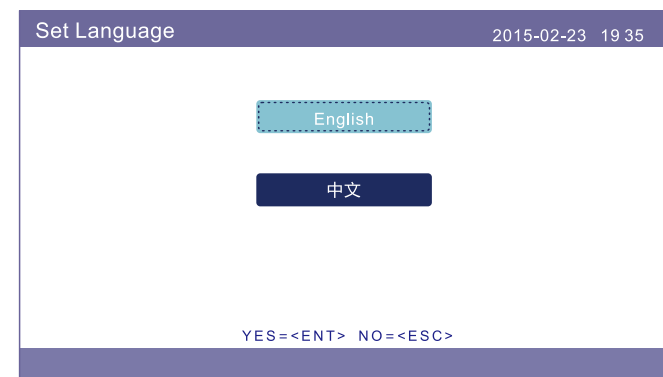 Set Language 2015-02-23 19 35
English
中文
YES=<ENT> NO=<ESC>